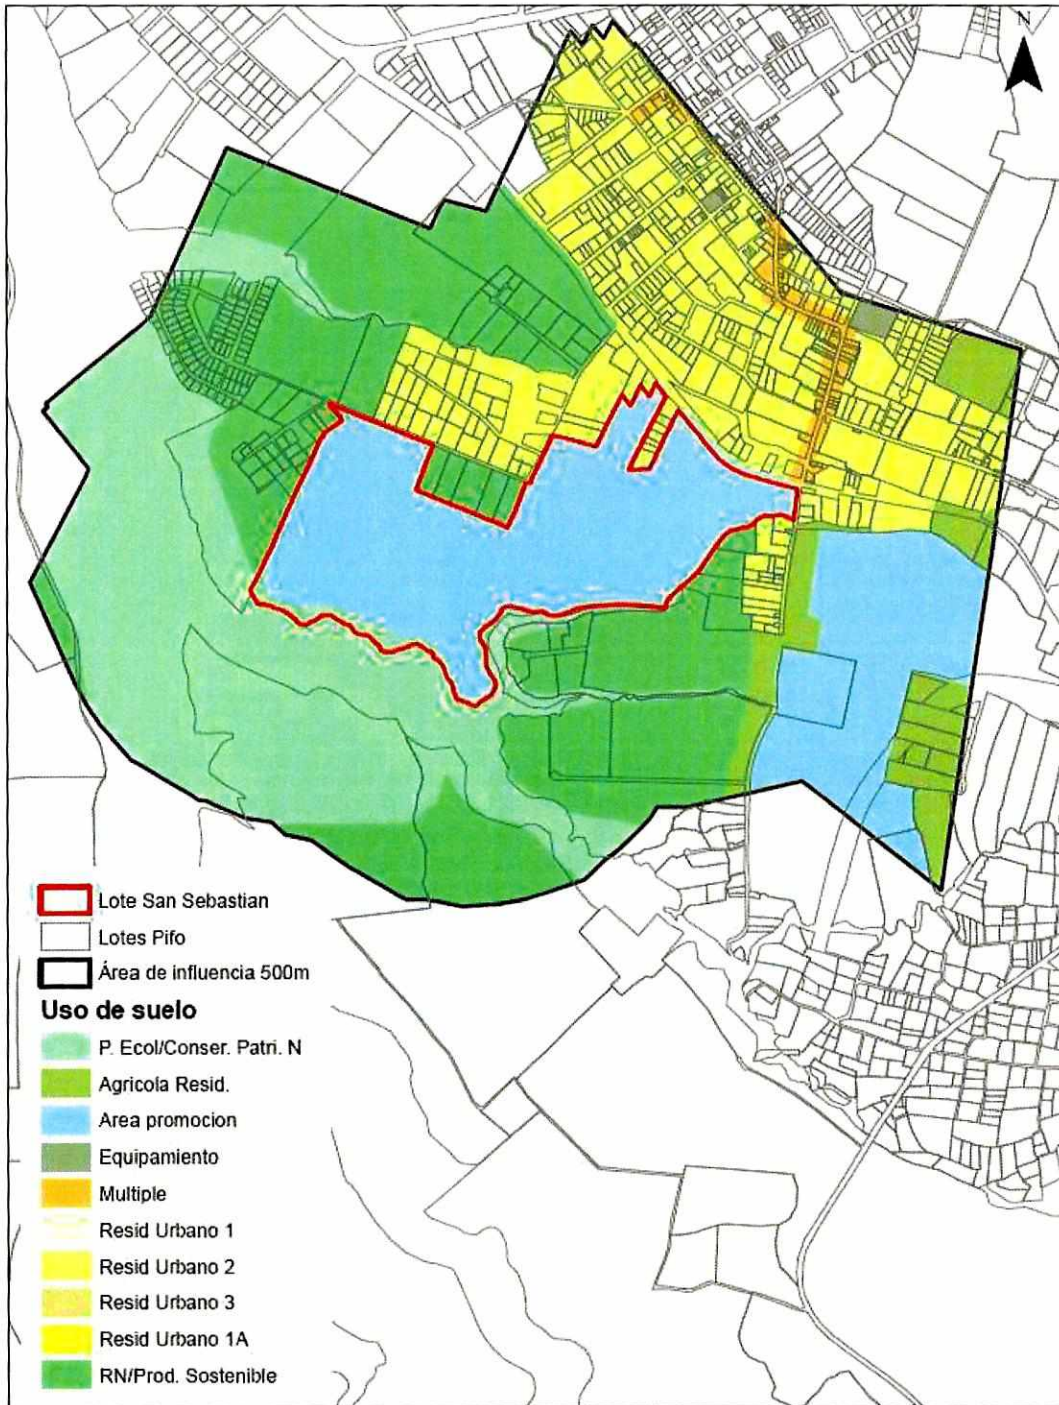 N
Lote San Sebastian
Lotes Pifo
Área de influencia 500m
Uso de suelo
P. Ecol/Conser. Patri. N
Agricola Resid.
Area promocion
Equipamiento
Multiple
Resid Urbano 1
Resid Urbano 2
Resid Urbano 3
Resid Urbano 1A
RN/Prod. Sostenible